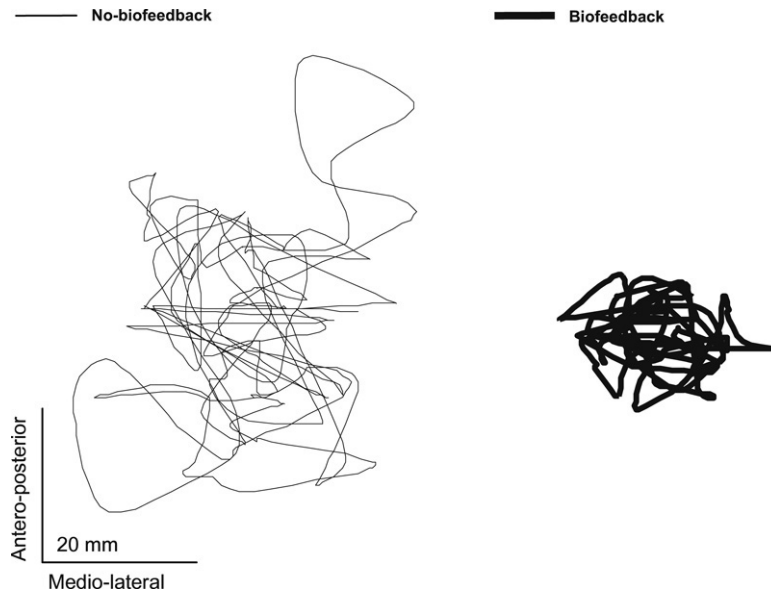 No-biofeedback
Biofeedback
Antero-posterior
20 mm
Medio-lateral